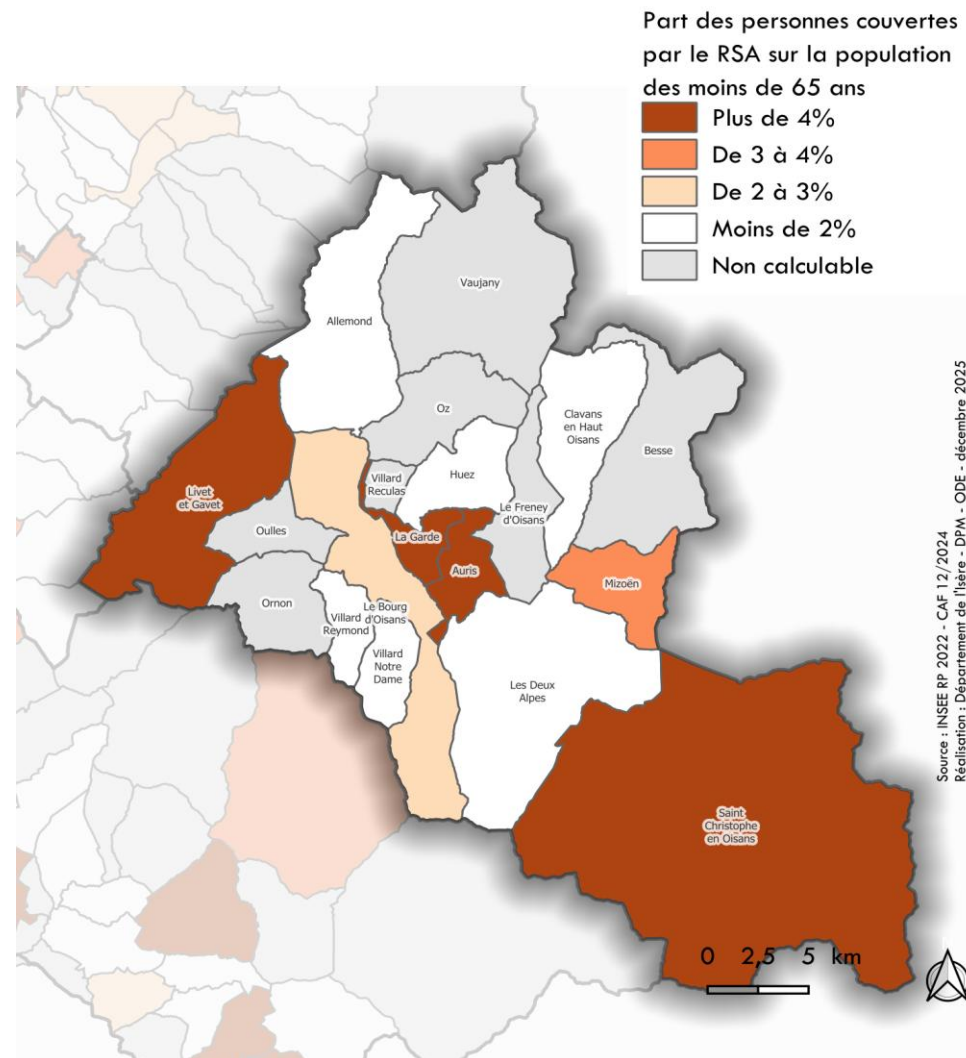 Part des personnes couvertes
par le RSA sur la population
des moins de 65 ans
Plus de 4%
De 3 à 4%
De 2 à 3%
Moins de 2%
Non calculable
Vaujany
Allemond
Oz
Clavans
en Haut
Oisans
Besse
Huez
Villard
Reculas
Livet
et Gavet
Le Freney
d'Oisans
Oulles
La Garde
Auris
Mizoën
Ornon
Villard
Reymond
Le Bourg
d'Oisans
Villard
Notre
Dame
Les Deux
Alpes
Saint
Christophe
en Oisans
0 2,5 5 km
Source : INSEE RP 2022 - CAF 12/2024
Réalisation : Département de l'Isère - DPM - ODE - décembre 2025